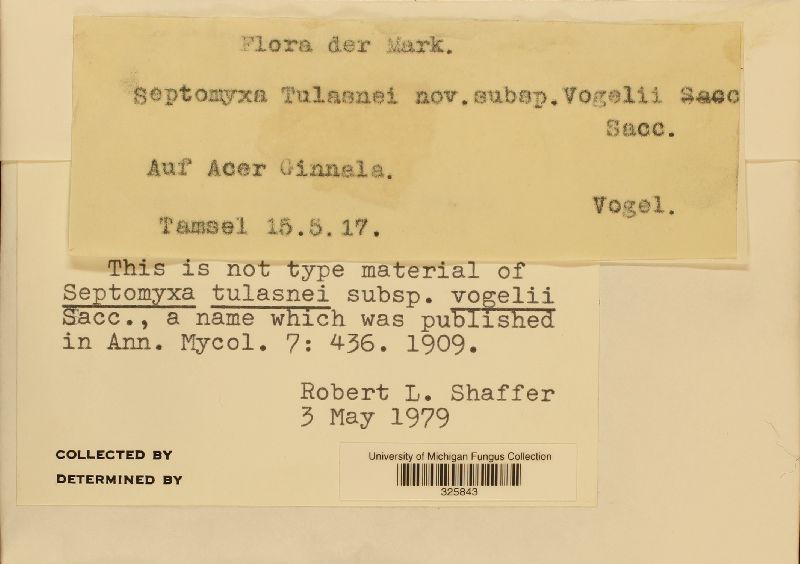 Flora der Mark.
Septomyxa Tulasnei nov.subsp.Vogelii Sacc
Sacc.
Auf Acer Ginnala.
Vogel.
Tamsel 15.5.17.
This is not type material of
Septomyxa tulasnei subsp. vogelii
Sacc., a name which was published
in Ann. Mycol. 7: 436. 1909.
Robert L. Shaffer
3 May 1979
COLLECTED BY
DETERMINED BY
University of Michigan Fungus Collection
325843